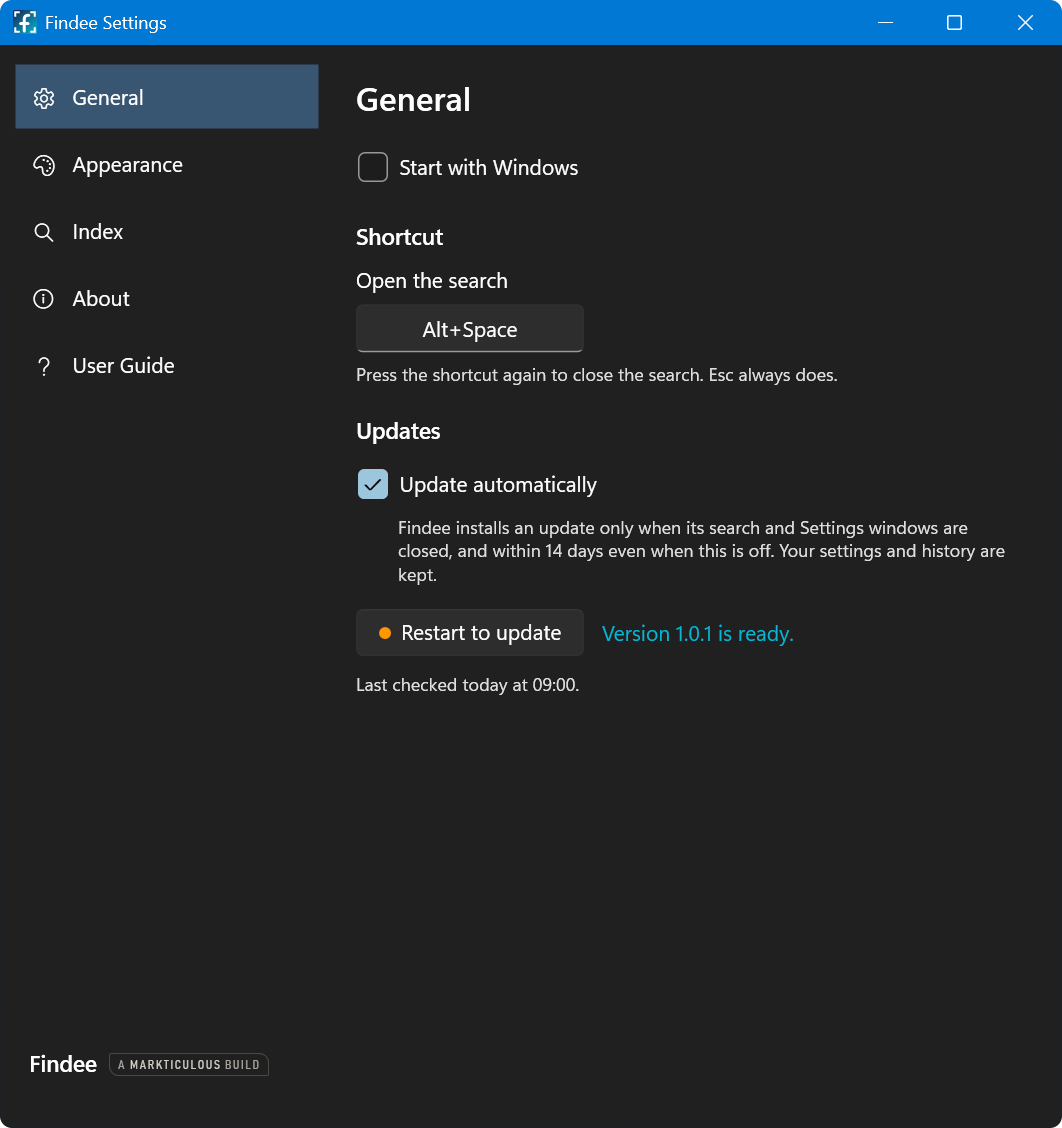 Findee Settings
General
Appearance
Index
About
User Guide
General
Start with Windows
Shortcut
Open the search
Alt+Space
Press the shortcut again to close the search. Esc always does.
Updates
Update automatically
Findee installs an update only when its search and Settings windows are
closed, and within 14 days even when this is off. Your settings and history are
kept.
Restart to update
Version 1.0.1 is ready.
Last checked today at 09:00.
Findee
A MARKTICULOUS BUILD